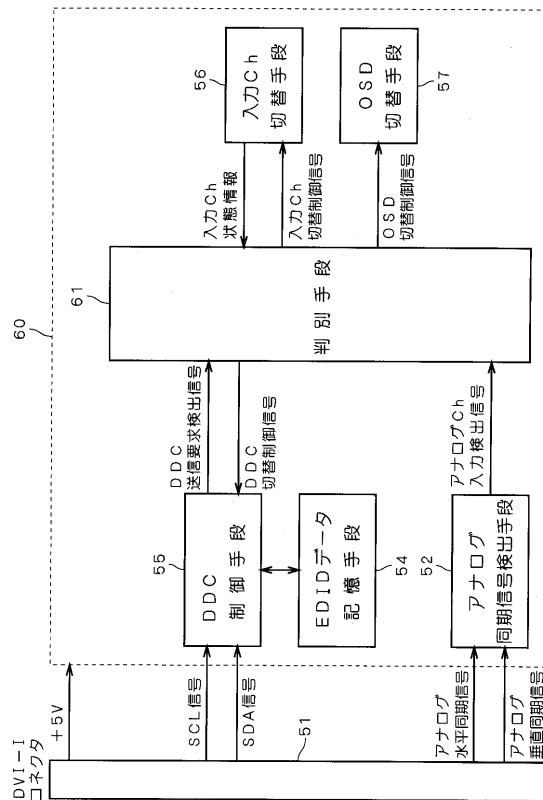 60
DVI-I
コネクタ
+5V
51
SCL信号
SDA信号
アナログ
水平同期信号
アナログ
垂直同期信号
55
DDC
制御手段
EDIDデータ
記憶手段
54
52
アナログ
同期信号検出手段
DDC
送信要求検出信号
DDC
切替制御信号
アナログCh
入力検出信号
61
判別手段
入力Ch
状態情報
入力Ch
切替制御信号
OSD
切替制御信号
56
入力Ch
切替手段
OSD
切替手段
57